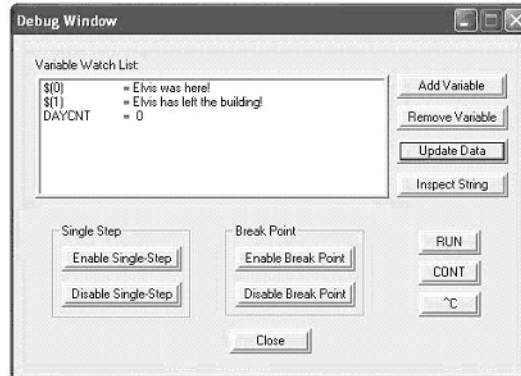 Debug Window
Variable Watch List:
$(0) = Elvis was here!
$(1) = Elvis has left the building!
DAYCNT = 0
Add Variable
Remove Variable
Update Data
Inspect String
Single Step
Enable Single-Step
Disable Single-Step
Break Point
Enable Break Point
Disable Break Point
RUN
CONT
^C
Close